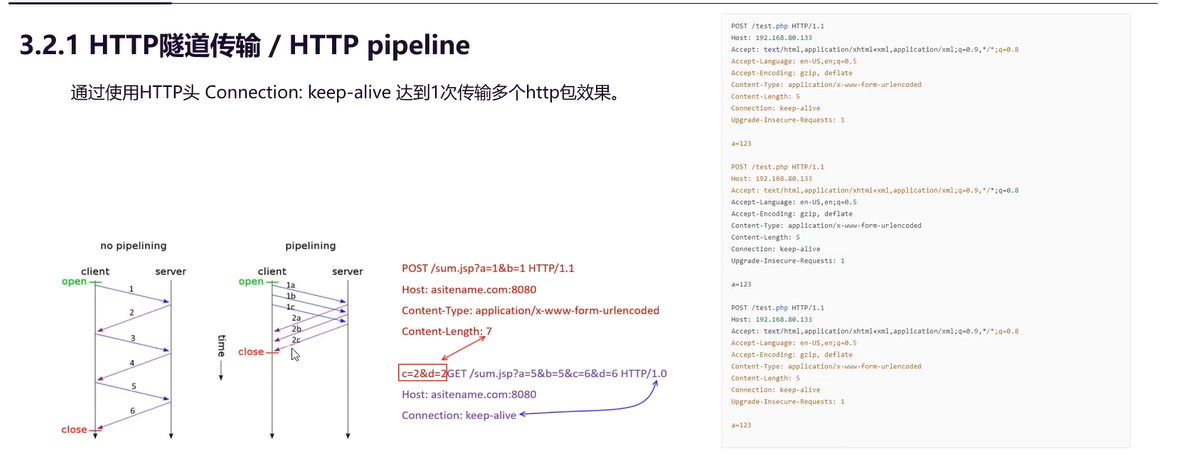 3.2.1 HTTP隧道传输 / HTTP pipeline
通过使用HTTP头 Connection: keep-alive 达到1次传输多个http包效果。
no pipelining
client
server
open
1
2
3
4
5
6
close
time
pipelining
client
server
open
1a
1b
1c
2a
2b
2c
close
POST /sum.jsp?a=1&b=1 HTTP/1.1
Host: asitename.com:8080
Content-Type: application/x-www-form-urlencoded
Content-Length: 7
c=2&d=2GET /sum.jsp?a=5&b=5&c=6&d=6 HTTP/1.0
Host: asitename.com:8080
Connection: keep-alive
POST /test.php HTTP/1.1
Host: 192.168.80.133
Accept: text/html,application/xhtml+xml,application/xml;q=0.9,*/*;q=0.8
Accept-Language: en-US,en;q=0.5
Accept-Encoding: gzip, deflate
Content-Type: application/x-www-form-urlencoded
Content-Length: 5
Connection: keep-alive
Upgrade-Insecure-Requests: 1
a=123
POST /test.php HTTP/1.1
Host: 192.168.80.133
Accept: text/html,application/xhtml+xml,application/xml;q=0.9,*/*;q=0.8
Accept-Language: en-US,en;q=0.5
Accept-Encoding: gzip, deflate
Content-Type: application/x-www-form-urlencoded
Content-Length: 5
Connection: keep-alive
Upgrade-Insecure-Requests: 1
a=123
POST /test.php HTTP/1.1
Host: 192.168.80.133
Accept: text/html,application/xhtml+xml,application/xml;q=0.9,*/*;q=0.8
Accept-Language: en-US,en;q=0.5
Accept-Encoding: gzip, deflate
Content-Type: application/x-www-form-urlencoded
Content-Length: 5
Connection: keep-alive
Upgrade-Insecure-Requests: 1
a=123